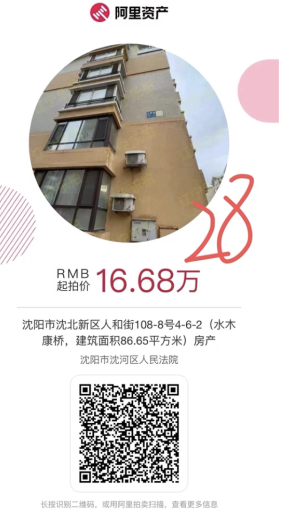 阿里资产
28
RMB
起拍价 16.68万
沈阳市沈北新区人和街108-8号4-6-2（水木
康桥，建筑面积86.65平方米）房产
沈阳市沈河区人民法院
长按识别二维码，或用阿里拍卖扫描，查看更多信息